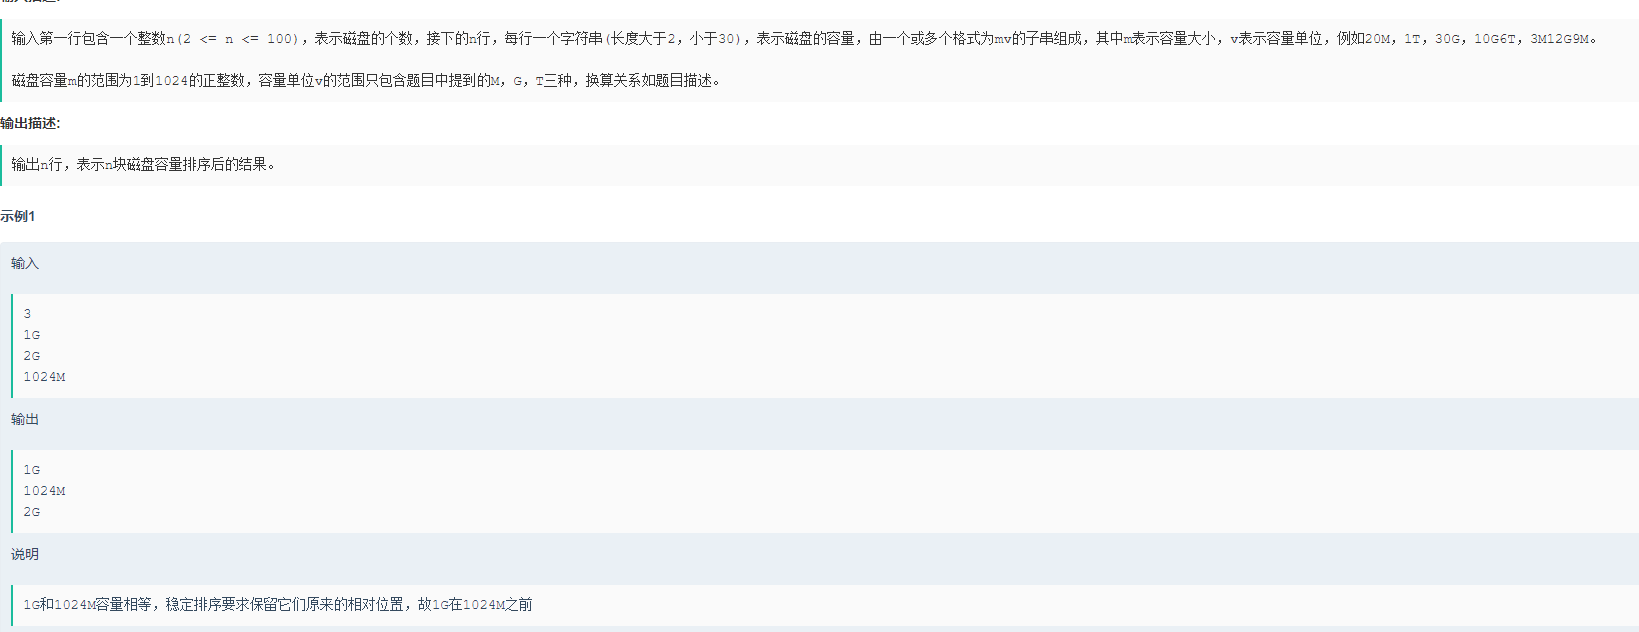 输入描述:
输入第一行包含一个整数n(2 <= n <= 100)，表示磁盘的个数，接下的n行，每行一个字符串(长度大于2，小于30)，表示磁盘的容量，由一个或多个格式为mv的子串组成，其中m表示容量大小，v表示容量单位，例如20M，1T，30G，10G6T，3M12G9M。
磁盘容量m的范围为1到1024的正整数，容量单位v的范围只包含题目中提到的M，G，T三种，换算关系如题目描述。
输出描述:
输出n行，表示n块磁盘容量排序后的结果。
示例1
输入
3
1G
2G
1024M
输出
1G
1024M
2G
说明
1G和1024M容量相等，稳定排序要求保留它们原来的相对位置，故1G在1024M之前